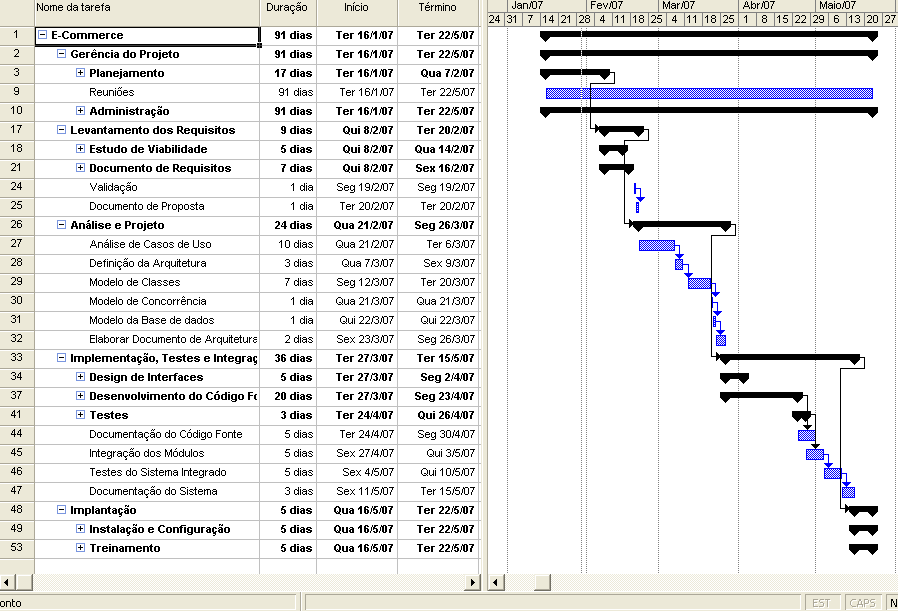 Nome da tarefa Duração Início Término Jan/07 Fev/07 Mar/07 Abr/07 Maio/07
24 31 7 14 21 28 4 11 18 25 4 11 18 25 1 8 15 22 29 6 13 20 27
1 E-Commerce 91 dias Ter 16/1/07 Ter 22/5/07
2 Gerência do Projeto 91 dias Ter 16/1/07 Ter 22/5/07
3 Planejamento 17 dias Ter 16/1/07 Qua 7/2/07
9 Reuniões 91 dias Ter 16/1/07 Ter 22/5/07
10 Administração 91 dias Ter 16/1/07 Ter 22/5/07
17 Levantamento dos Requisitos 9 dias Qui 8/2/07 Ter 20/2/07
18 Estudo de Viabilidade 5 dias Qui 8/2/07 Qua 14/2/07
21 Documento de Requisitos 7 dias Qui 8/2/07 Sex 16/2/07
24 Validação 1 dia Seg 19/2/07 Seg 19/2/07
25 Documento de Proposta 1 dia Ter 20/2/07 Ter 20/2/07
26 Análise e Projeto 24 dias Qua 21/2/07 Seg 26/3/07
27 Análise de Casos de Uso 10 dias Qua 21/2/07 Ter 6/3/07
28 Definição da Arquitetura 3 dias Qua 7/3/07 Sex 9/3/07
29 Modelo de Classes 7 dias Seg 12/3/07 Ter 20/3/07
30 Modelo de Concorrência 1 dia Qua 21/3/07 Qua 21/3/07
31 Modelo da Base de dados 1 dia Qui 22/3/07 Qui 22/3/07
32 Elaborar Documento de Arquitetura 2 dias Sex 23/3/07 Seg 26/3/07
33 Implementação, Testes e Integraç 36 dias Ter 27/3/07 Ter 15/5/07
34 Design de Interfaces 5 dias Ter 27/3/07 Seg 2/4/07
37 Desenvolvimento do Código Fo 20 dias Ter 27/3/07 Seg 23/4/07
41 Testes 3 dias Ter 24/4/07 Qui 26/4/07
44 Documentação do Código Fonte 5 dias Ter 24/4/07 Seg 30/4/07
45 Integração dos Módulos 5 dias Sex 27/4/07 Qui 3/5/07
46 Testes do Sistema Integrado 5 dias Sex 4/5/07 Qui 10/5/07
47 Documentação do Sistema 3 dias Sex 11/5/07 Ter 15/5/07
48 Implantação 5 dias Qua 16/5/07 Ter 22/5/07
49 Instalação e Configuração 5 dias Qua 16/5/07 Ter 22/5/07
53 Treinamento 5 dias Qua 16/5/07 Ter 22/5/07
onto EST CAPS N